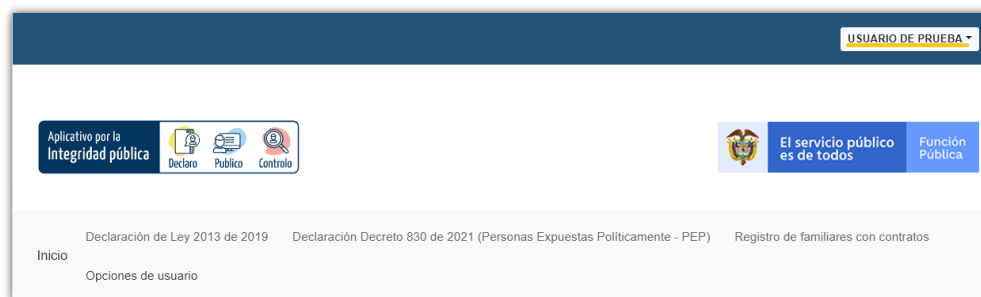 USUARIO DE PRUEBA
Aplicativo por la
Integridad pública
Declaro Publico Controlo
El servicio público
es de todos
Función
Pública
Inicio
Declaración de Ley 2013 de 2019 Declaración Decreto 830 de 2021 (Personas Expuestas Políticamente - PEP) Registro de familiares con contratos
Opciones de usuario